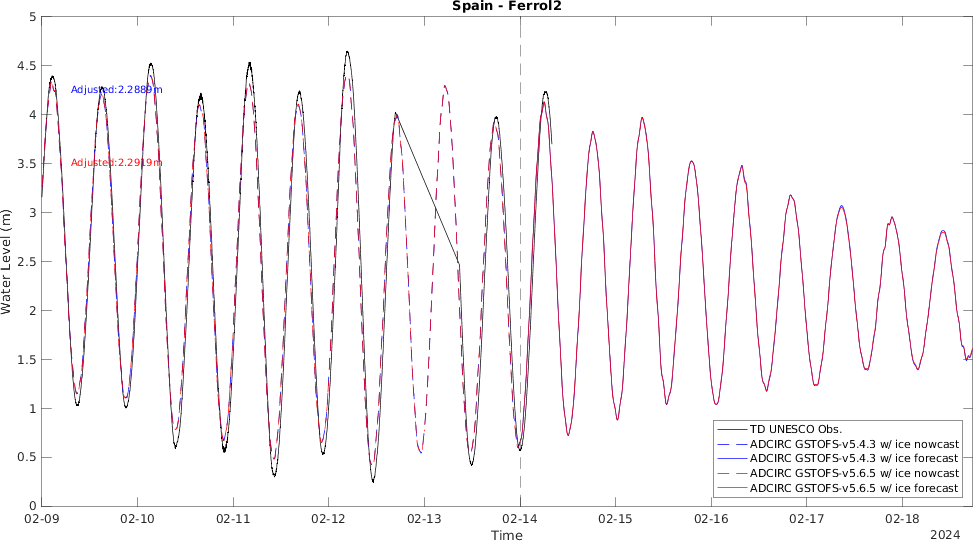 Spain - Ferrol2
5
4.5
4
3.5
3
2.5
2
1.5
1
0.5
0
Water Level (m)
Adjusted:2.2889m
Adjusted:2.2919m
TD UNESCO Obs.
ADCIRC GSTOFS-v5.4.3 w/ ice nowcast
ADCIRC GSTOFS-v5.4.3 w/ ice forecast
ADCIRC GSTOFS-v5.6.5 w/ ice nowcast
ADCIRC GSTOFS-v5.6.5 w/ ice forecast
02-09 02-10 02-11 02-12 02-13 02-14 02-15 02-16 02-17 02-18
Time
2024